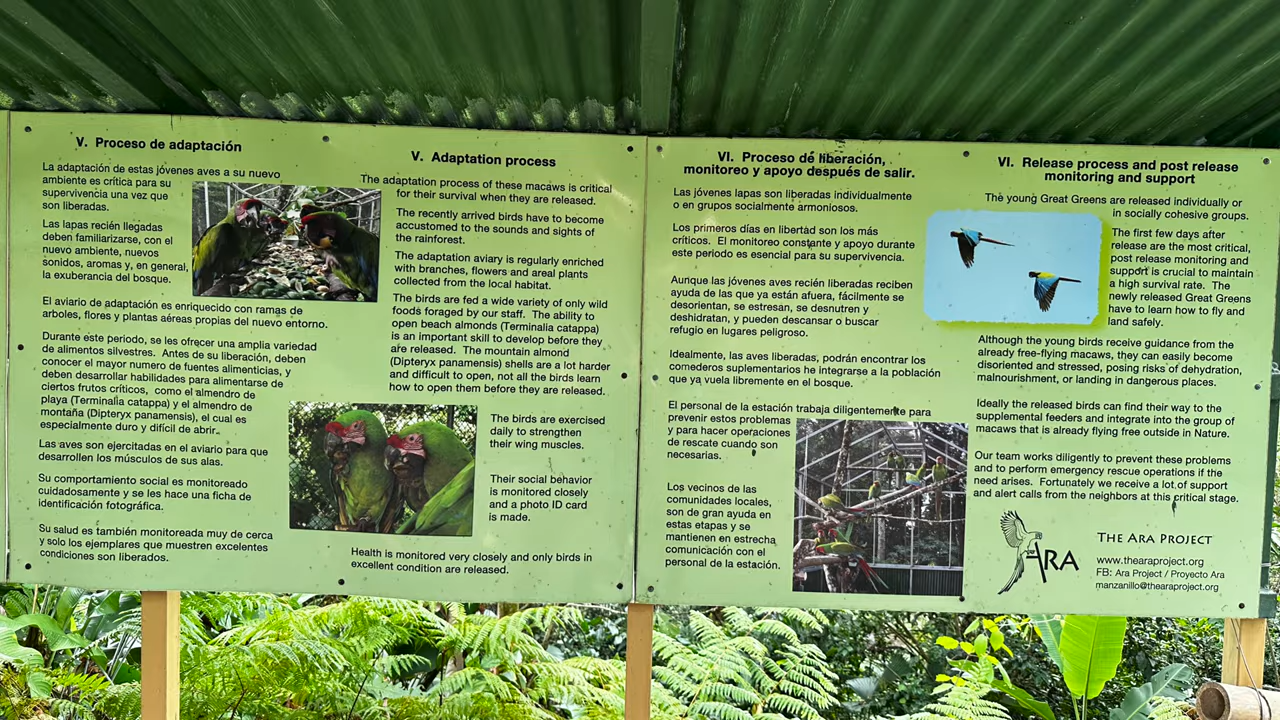 V. Proceso de adaptación
La adaptación de estas jóvenes aves a su nuevo
ambiente es crítica para su
supervivencia una vez que
son liberadas.
Las lapas recién llegadas
deben familiarizarse, con el
nuevo ambiente, nuevos
sonidos, aromas y, en general,
la exuberancia del bosque.
El aviario de adaptación es enriquecido con ramas de
arboles, flores y plantas aéreas propias del nuevo entorno.
Durante este periodo, se les ofrecer una amplia variedad
de alimentos silvestres. Antes de su liberación, deben
conocer el mayor numero de fuentes alimenticias, y
deben desarrollar habilidades para alimentarse de
ciertos frutos críticos, como el almendro de
playa (Terminalia catappa) y el almendro de
montaña (Dipteryx panamensis), el cual es
especialmente duro y difícil de abrir.
Las aves son ejercitadas en el aviario para que
desarrollen los músculos de sus alas.
Su comportamiento social es monitoreado
cuidadosamente y se les hace una ficha de
identificación fotográfica.
Su salud es también monitoreada muy de cerca
y solo los ejemplares que muestren excelentes
condiciones son liberados.
V. Adaptation process
The adaptation process of these macaws is critical
for their survival when they are released.
The recently arrived birds have to become
accustomed to the sounds and sights of
the rainforest.
The adaptation aviary is regularly enriched
with branches, flowers and areal plants
collected from the local habitat.
The birds are fed a wide variety of only wild
foods foraged by our staff. The ability to
open beach almonds (Terminalia catappa)
is an important skill to develop before they
are released. The mountain almond
(Dipteryx panamensis) shells are a lot harder
and difficult to open, not all the birds learn
how to open them before they are released.
The birds are exercised
daily to strengthen
their wing muscles.
Their social behavior
is monitored closely
and a photo ID card
is made.
Health is monitored very closely and only birds in
excellent condition are released.
VI. Proceso de liberación,
monitoreo y apoyo después de salir.
Las jóvenes lapas son liberadas individualmente
o en grupos socialmente armoniosos.
Los primeros días en libertad son los más
críticos. El monitoreo constante y apoyo durante
este periodo es esencial para su supervivencia.
Aunque las jóvenes aves recién liberadas reciben
ayuda de las que ya están afuera, fácilmente se
desorientan, se estresan, se desnutren y
deshidratan, y pueden descansar o buscar
refugio en lugares peligroso.
Idealmente, las aves liberadas, podrán encontrar los
comederos suplementarios he integrarse a la población
que ya vuela libremente en el bosque.
El personal de la estación trabaja diligentemente para
prevenir estos problemas
y para hacer operaciones
de rescate cuando son
necesarias.
Los vecinos de las
comunidades locales,
son de gran ayuda en
estas etapas y se
mantienen en estrecha
comunicación con el
personal de la estación.
VI. Release process and post release
monitoring and support
The young Great Greens are released individually or
in socially cohesive groups.
The first few days after
release are the most critical,
post release monitoring and
support is crucial to maintain
a high survival rate. The
newly released Great Greens
have to learn how to fly and
land safely.
Although the young birds receive guidance from the
already free-flying macaws, they can easily become
disoriented and stressed, posing risks of dehydration,
malnourishment, or landing in dangerous places.
Ideally the released birds can find their way to the
supplemental feeders and integrate into the group of
macaws that is already flying free outside in Nature.
Our team works diligently to prevent these problems
and to perform emergency rescue operations if the
need arises. Fortunately we receive a lot of support
and alert calls from the neighbors at this critical stage.
THE ARA
THE ARA PROJECT
www.thearaproject.org
FB: Ara Project / Proyecto Ara
manzanillo@thearaproject.org